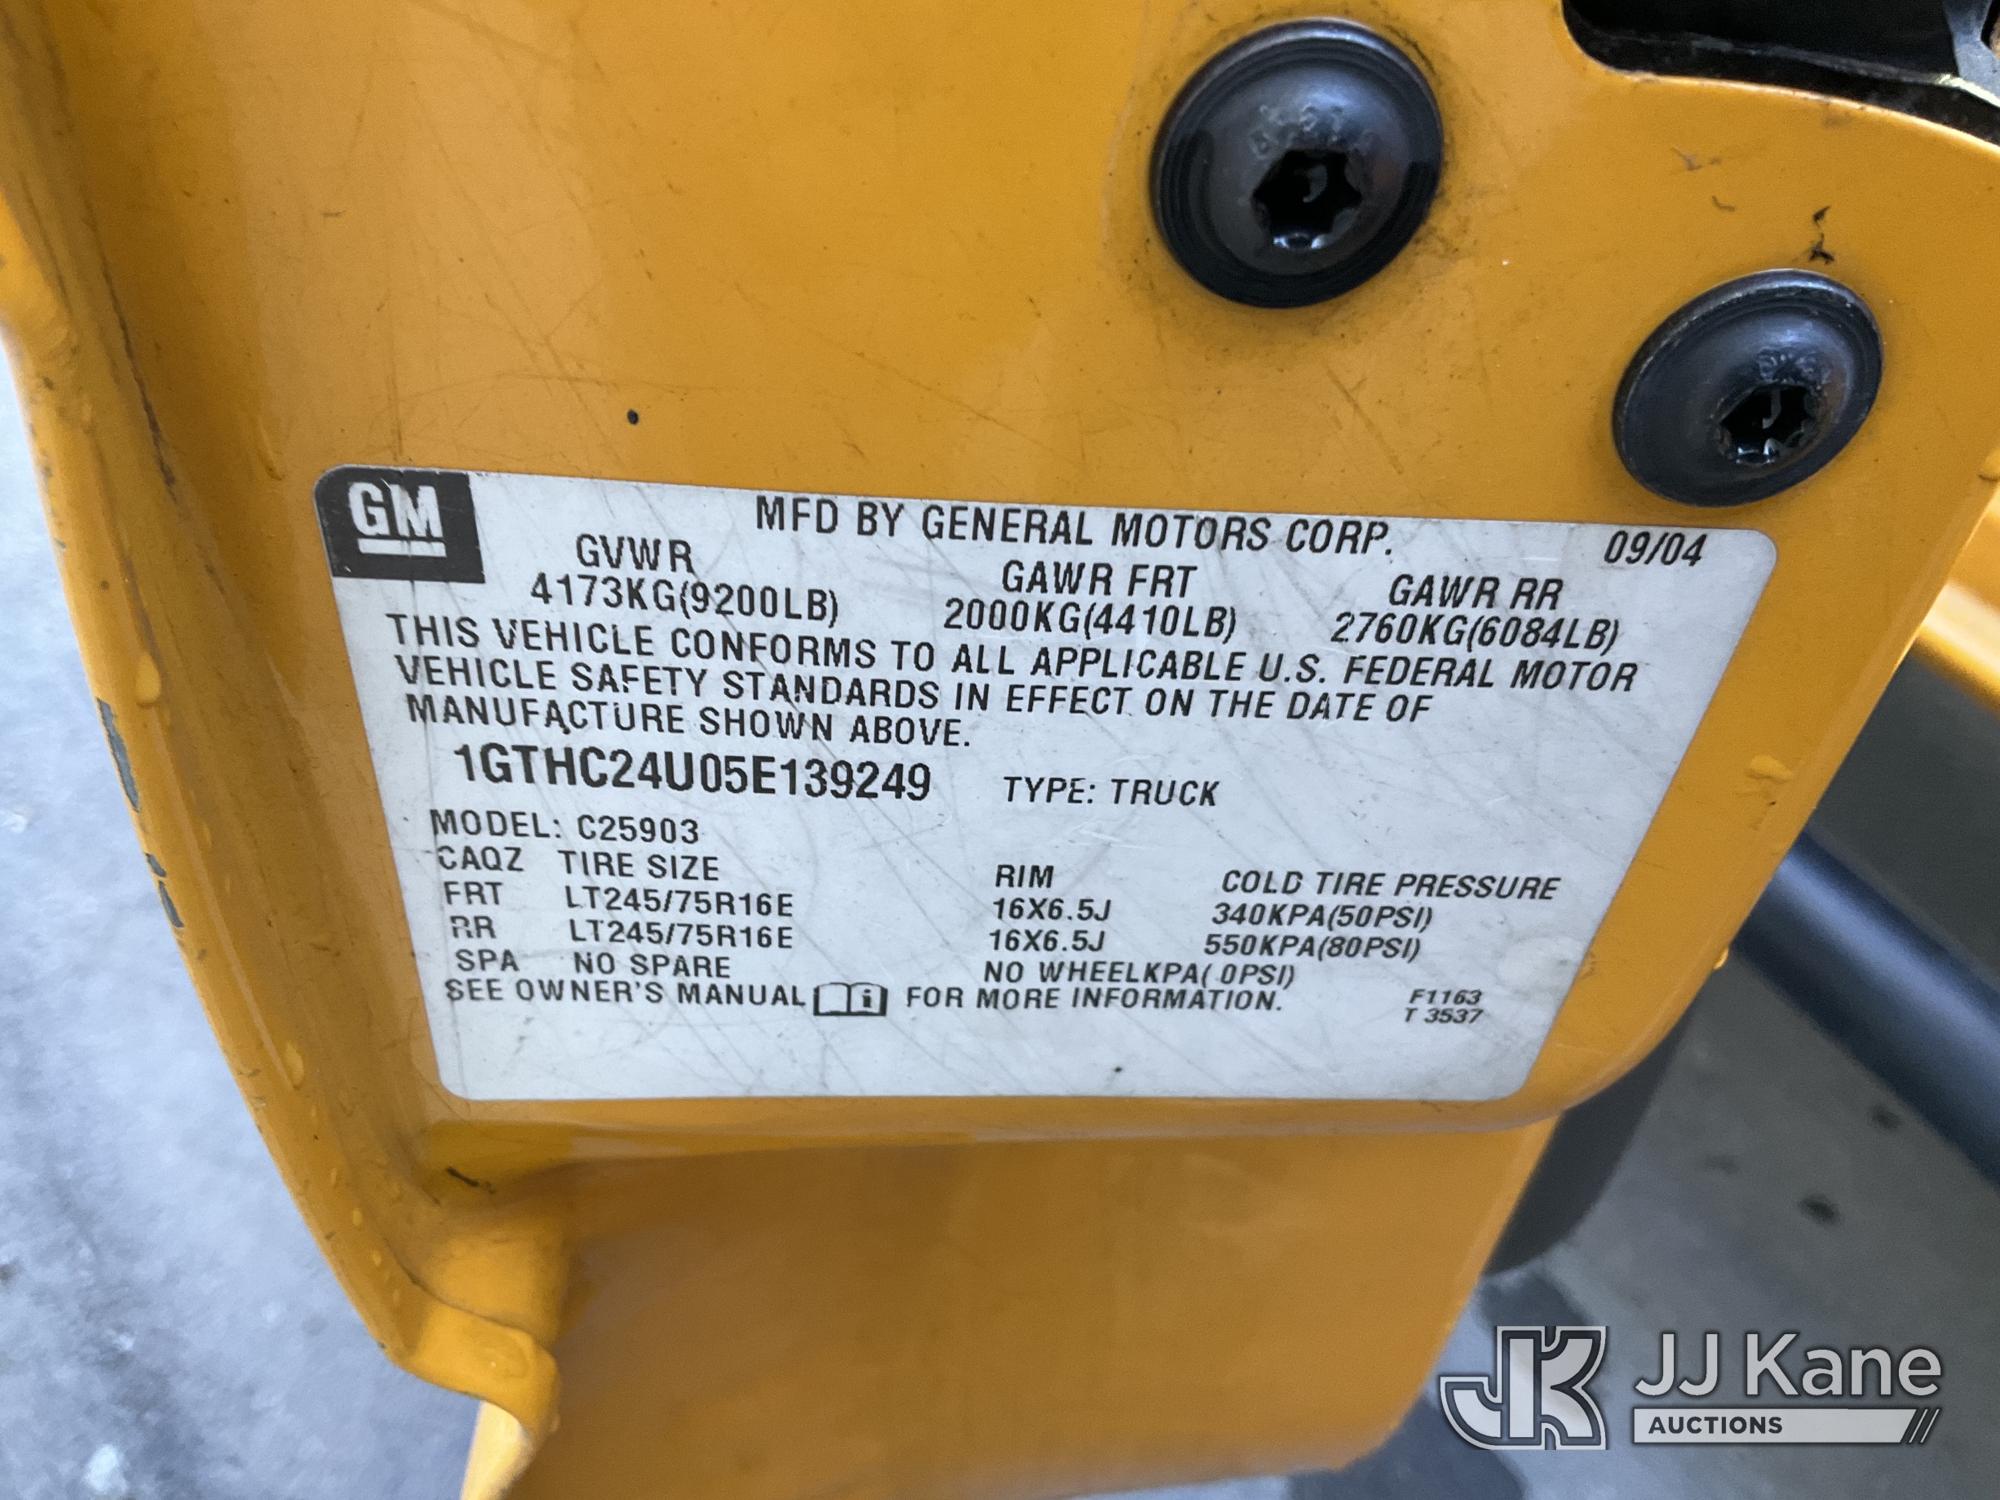 GM
MFD BY GENERAL MOTORS CORP. 09/04
GVWR GAWR FRT GAWR RR
4173KG(9200LB) 2000KG(4410LB) 2760KG(6084LB)
THIS VEHICLE CONFORMS TO ALL APPLICABLE U.S. FEDERAL MOTOR
VEHICLE SAFETY STANDARDS IN EFFECT ON THE DATE OF
MANUFACTURE SHOWN ABOVE.
1GTHC24U05E139249 TYPE: TRUCK
MODEL: C25903
CAQZ TIRE SIZE RIM COLD TIRE PRESSURE
FRT LT245/75R16E 16X6.5J 340KPA(50PSI)
RR LT245/75R16E 16X6.5J 550KPA(80PSI)
SPA NO SPARE NO WHEELKPA( 0PSI)
SEE OWNER'S MANUAL i FOR MORE INFORMATION.
F1163
T 3537
JK JJ Kane
AUCTIONS